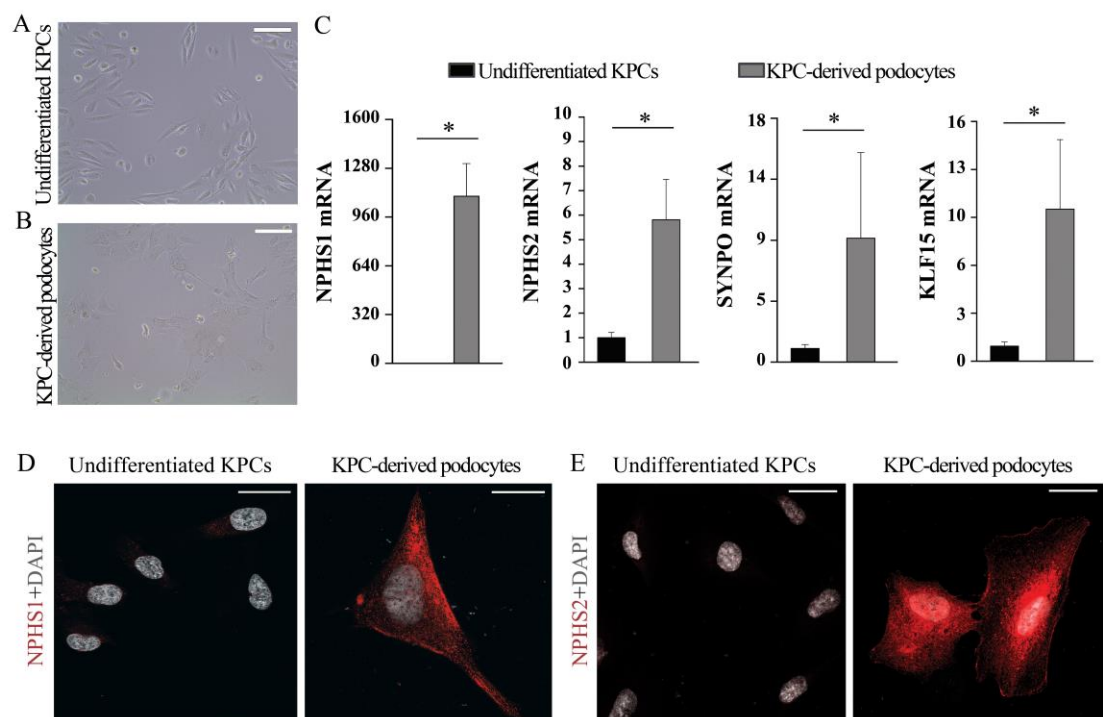 A
Undifferentiated KPCs
B
KPC-derived podocytes
C
Undifferentiated KPCs
KPC-derived podocytes
NPHS1 mRNA
1600
1280
960
640
320
0
*
NPHS2 mRNA
10
9
8
7
6
5
4
3
2
1
0
*
SYNPO mRNA
18
14
9
5
0
*
KLF15 mRNA
16
13
10
6
3
0
*
D
Undifferentiated KPCs
KPC-derived podocytes
NPHS1+DAPI
E
Undifferentiated KPCs
KPC-derived podocytes
NPHS2+DAPI